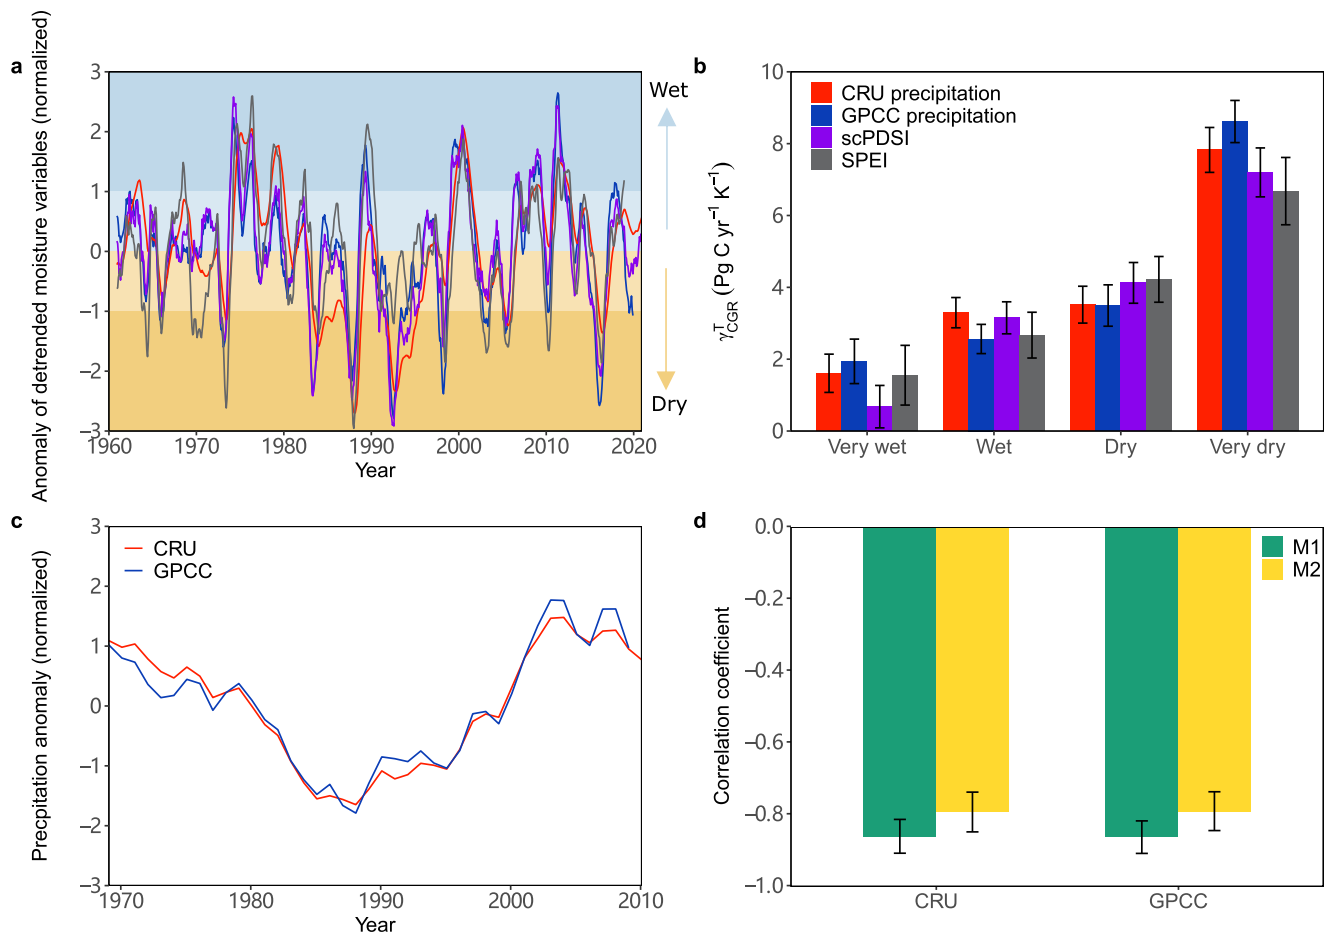 a
Anomaly of detrended moisture variables (normalized)
3
2
1
0
−1
−2
−3
1960
1970
1980
1990
2000
2010
2020
Year
Wet
Dry
b
γᵀCGR (Pg C yr⁻¹ K⁻¹)
10
8
6
4
2
0
CRU precipitation
GPCC precipitation
scPDSI
SPEI
Very wet
Wet
Dry
Very dry
c
Precpitation anomaly (normalized)
3
2
1
0
−1
−2
−3
CRU
GPCC
1970
1980
1990
2000
2010
Year
d
Correlation coefficient
0.0
−0.2
−0.4
−0.6
−0.8
−1.0
M1
M2
CRU
GPCC